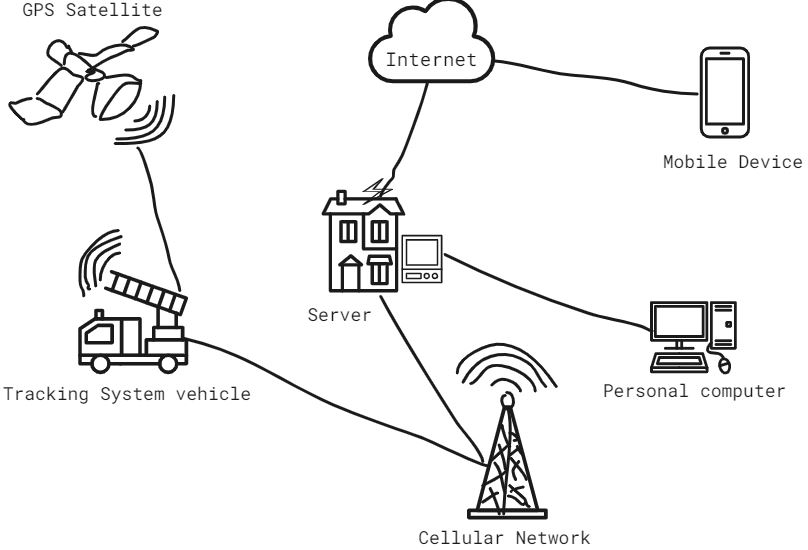 GPS Satellite
Internet
Mobile Device
Server
Tracking System vehicle
Personal computer
Cellular Network